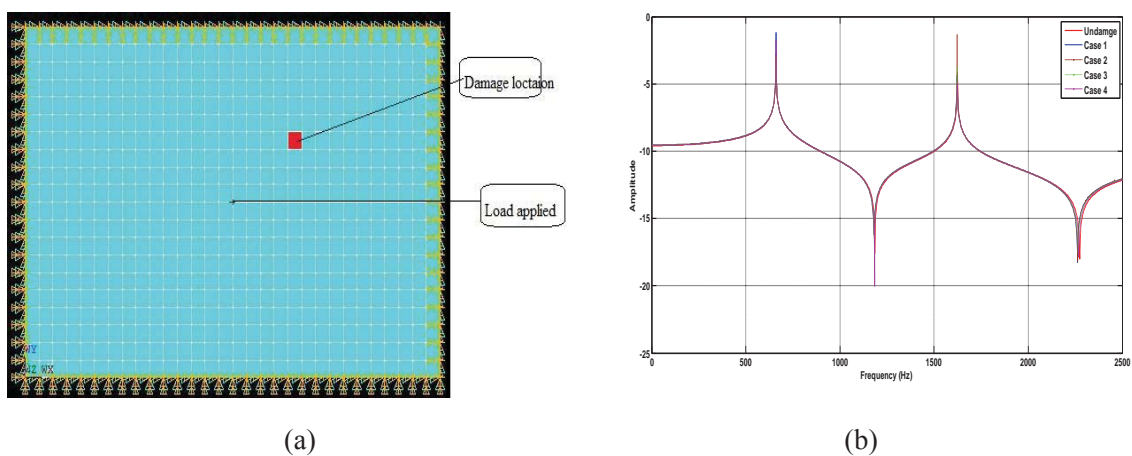 Damage loctaion
Load applied
WX
(a)
0
-5
-10
-15
-20
-25
Amplitude
0
500
1000
1500
2000
2500
Frequency (Hz)
Undamge
Case 1
Case 2
Case 3
Case 4
(b)